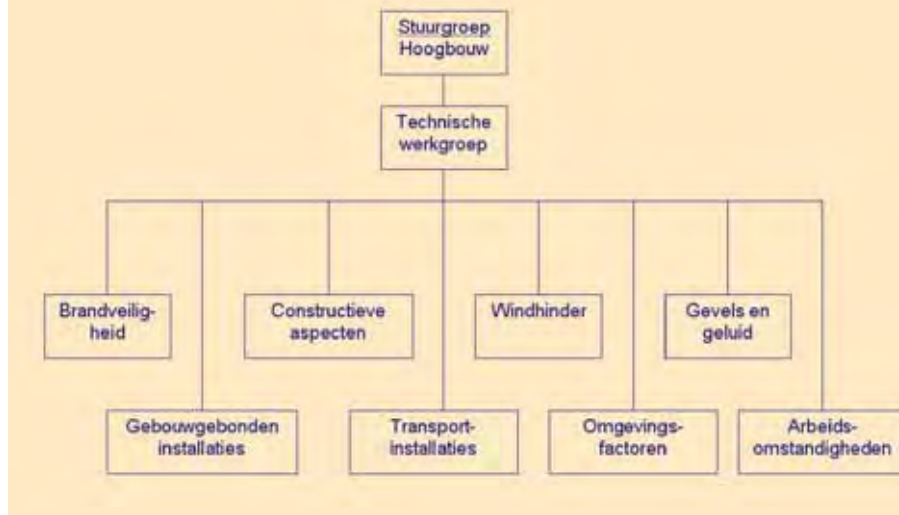 Stuurgroep
Hoogbouw
Technische
werkgroep
Brandveilig-
heid
Constructieve
aspecten
Windhinder
Gevels en
geluid
Gebouwgebonden
installaties
Transport-
installaties
Omgevings-
factoren
Arbeids-
omstandigheden